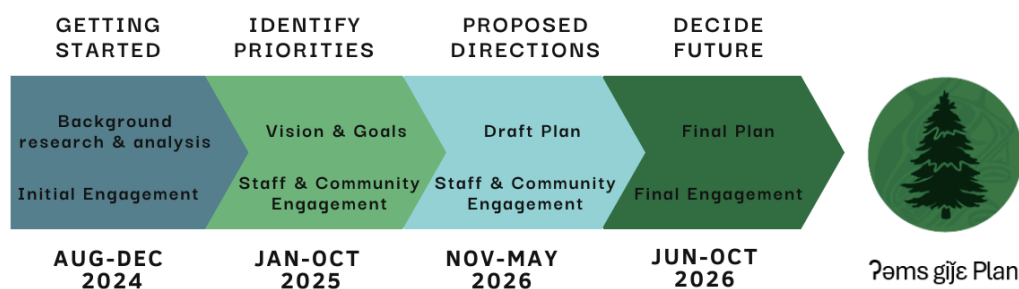 GETTING
STARTED
IDENTIFY
PRIORITIES
PROPOSED
DIRECTIONS
DECIDE
FUTURE
Background
research & analysis
Initial Engagement
Vision & Goals
Staff & Community
Engagement
Draft Plan
Staff & Community
Engagement
Final Plan
Final Engagement
AUG-DEC
2024
JAN-OCT
2025
NOV-MAY
2026
JUN-OCT
2026
ʔəms gɩǰɛ Plan